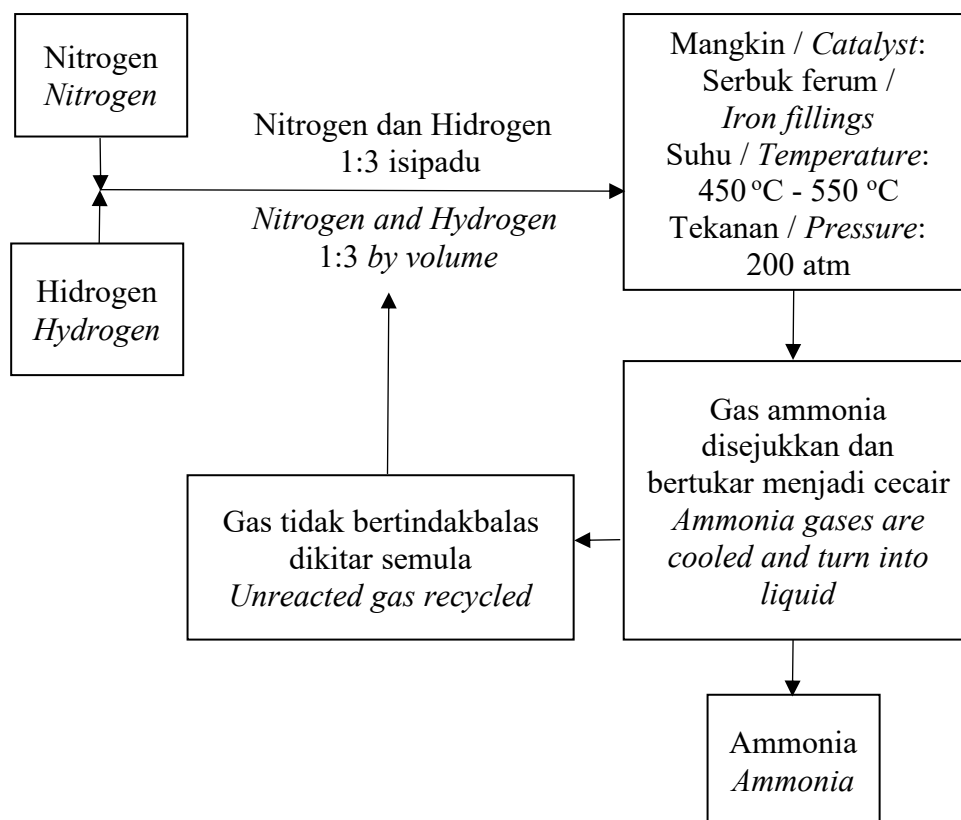 Nitrogen
Nitrogen
Hidrogen
Hydrogen
Nitrogen dan Hidrogen
1:3 isipadu
Nitrogen and Hydrogen
1:3 by volume
Mangkin / Catalyst:
Serbuk ferum /
Iron fillings
Suhu / Temperature:
450 °C - 550 °C
Tekanan / Pressure:
200 atm
Gas ammonia
disejukkan dan
bertukar menjadi cecair
Ammonia gases are
cooled and turn into
liquid
Gas tidak bertindakbalas
dikitar semula
Unreacted gas recycled
Ammonia
Ammonia